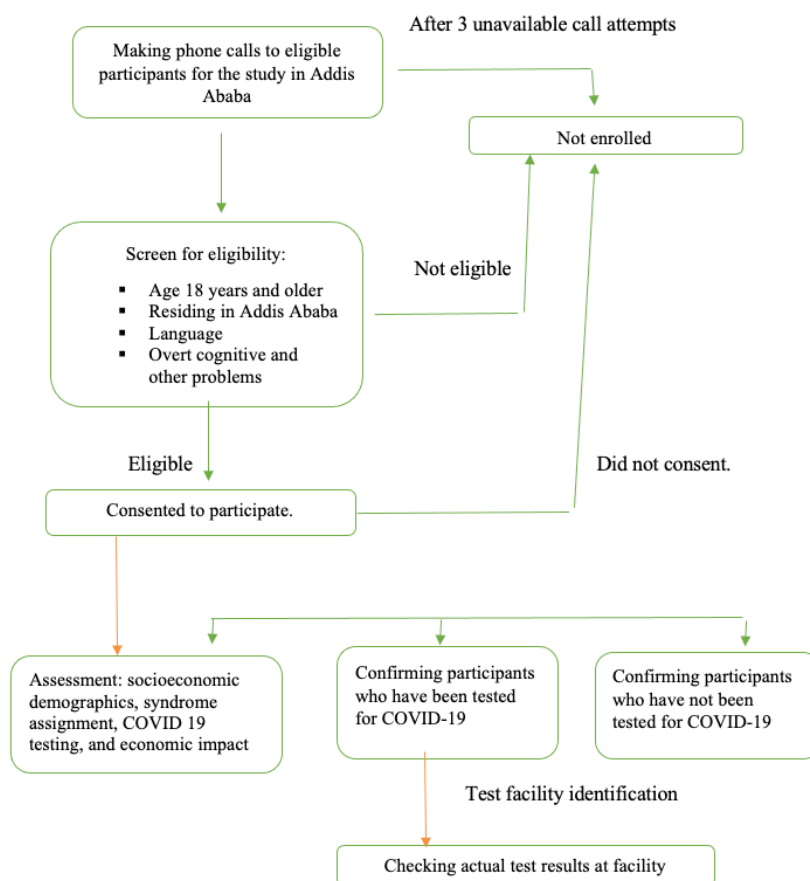 After 3 unavailable call attempts
Making phone calls to eligible
participants for the study in Addis
Ababa
Not enrolled
Screen for eligibility:
▪ Age 18 years and older
▪ Residing in Addis Ababa
▪ Language
▪ Overt cognitive and
other problems
Not eligible
Eligible
Did not consent.
Consented to participate.
Assessment: socioeconomic
demographics, syndrome
assignment, COVID 19
testing, and economic impact
Confirming participants
who have been tested
for COVID-19
Confirming participants
who have not been
tested for COVID-19
Test facility identification
Checking actual test results at facility